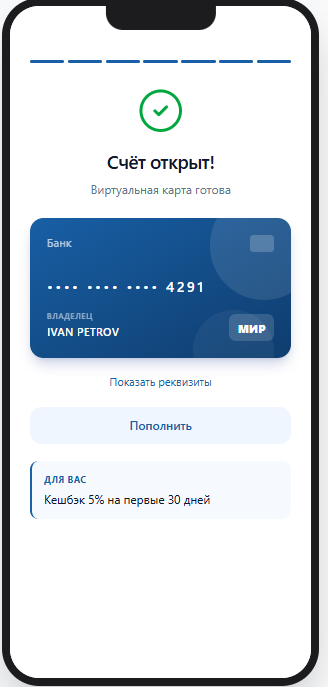 Счёт открыт!
Виртуальная карта готова
Банк
•••• •••• •••• 4291
ВЛАДЕЛЕЦ
IVAN PETROV
МИР
Показать реквизиты
Пополнить
ДЛЯ ВАС
Кешбэк 5% на первые 30 дней